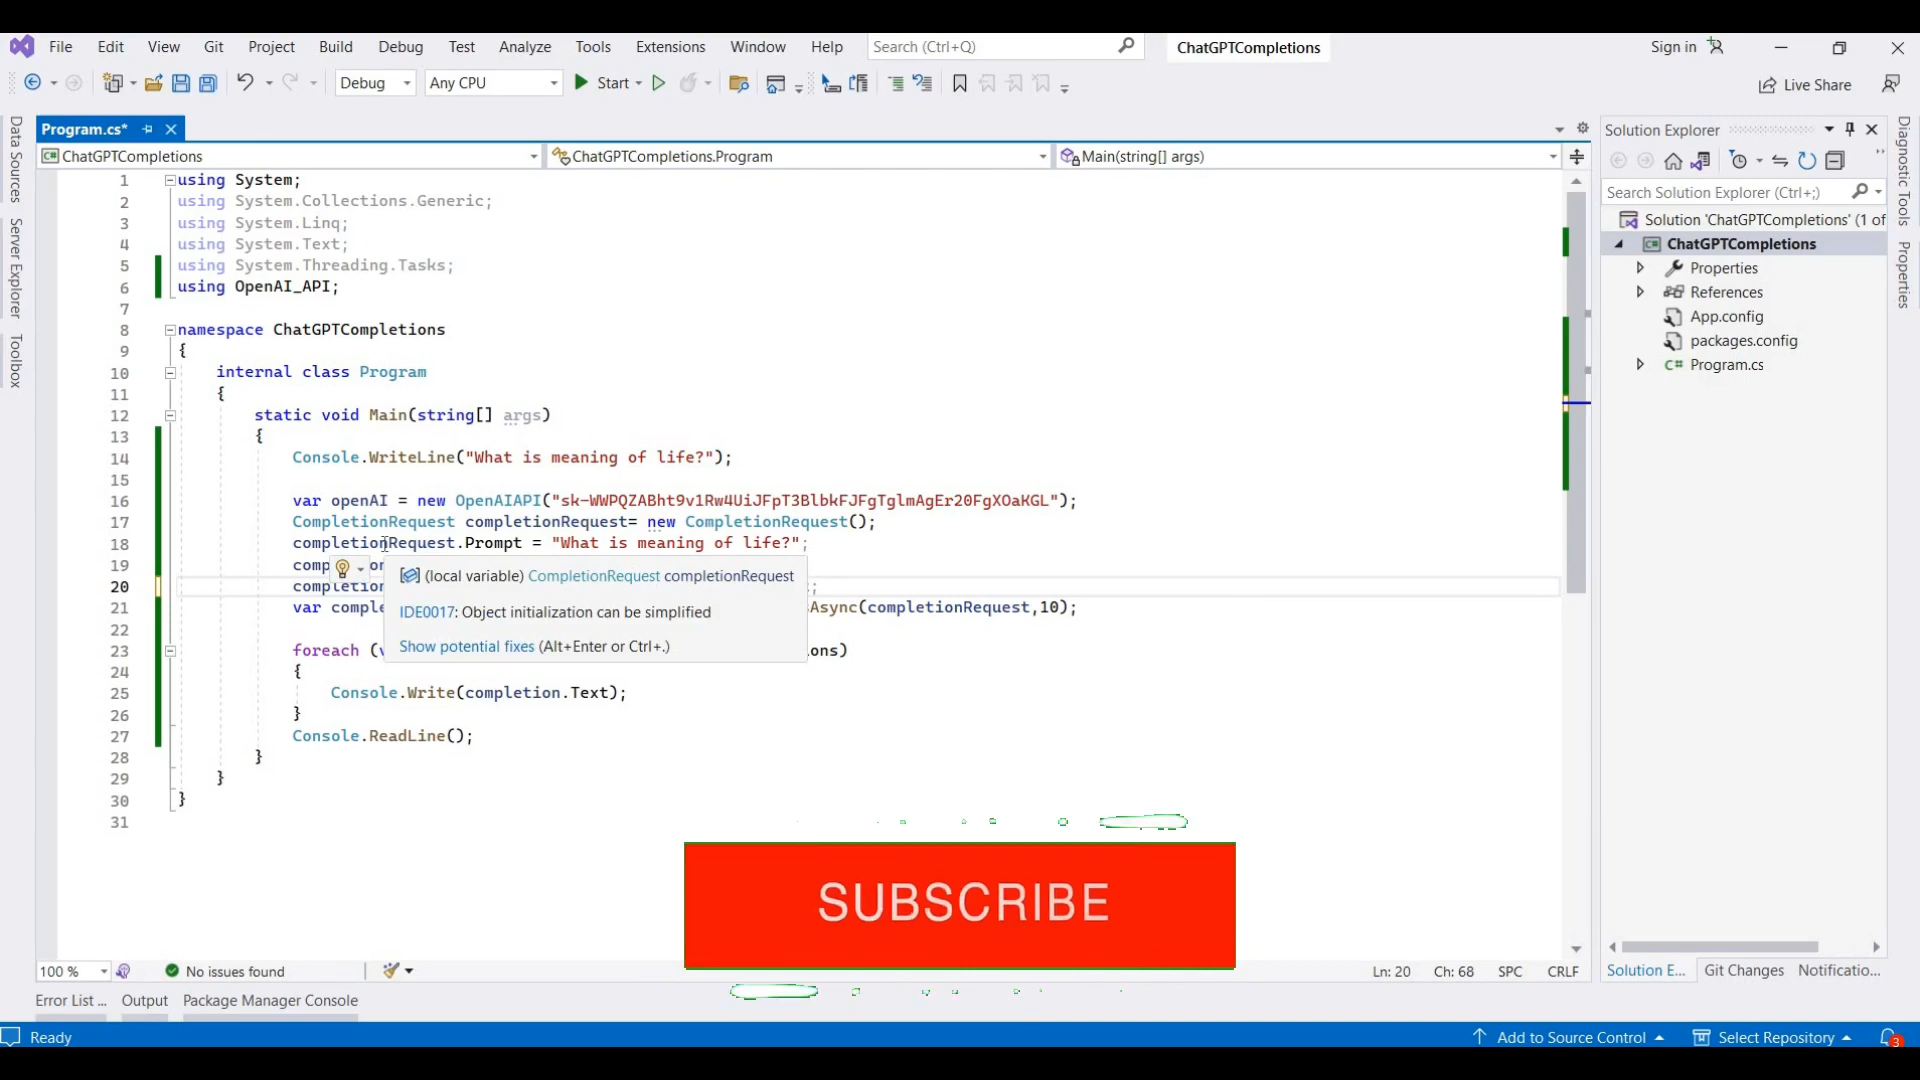 File Edit View Git Project Build Debug Test Analyze Tools Extensions Window Help Search (Ctrl+Q) ChatGPTCompletions Sign in
Debug Any CPU Start Live Share
Data Sources
Server Explorer
Toolbox
Program.cs*
ChatGPTCompletions ChatGPTCompletions.Program Main(string[] args)
1 using System;
2 using System.Collections.Generic;
3 using System.Linq;
4 using System.Text;
5 using System.Threading.Tasks;
6 using OpenAI_API;
7
8 namespace ChatGPTCompletions
9 {
10 internal class Program
11 {
12 static void Main(string[] args)
13 {
14 Console.WriteLine("What is meaning of life?");
15
16 var openAI = new OpenAIAPI("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");
17 CompletionRequest completionRequest= new CompletionRequest();
18 completionRequest.Prompt = "What is meaning of life?";
19 comp
20 completion ;
21 var comple Async(completionRequest,10);
22
23 foreach (v ons)
24 {
25 Console.Write(completion.Text);
26 }
27 Console.ReadLine();
28 }
29 }
30 }
31
(local variable) CompletionRequest completionRequest
IDE0017: Object initialization can be simplified
Show potential fixes (Alt+Enter or Ctrl+.)
SUBSCRIBE
Solution Explorer
Search Solution Explorer (Ctrl+;)
Solution 'ChatGPTCompletions' (1 of
ChatGPTCompletions
Properties
References
App.config
packages.config
C# Program.cs
Diagnostic Tools
Properties
100 % No issues found Ln: 20 Ch: 68 SPC CRLF
Solution E... Git Changes Notificatio...
Error List ... Output Package Manager Console
Ready Add to Source Control Select Repository 3